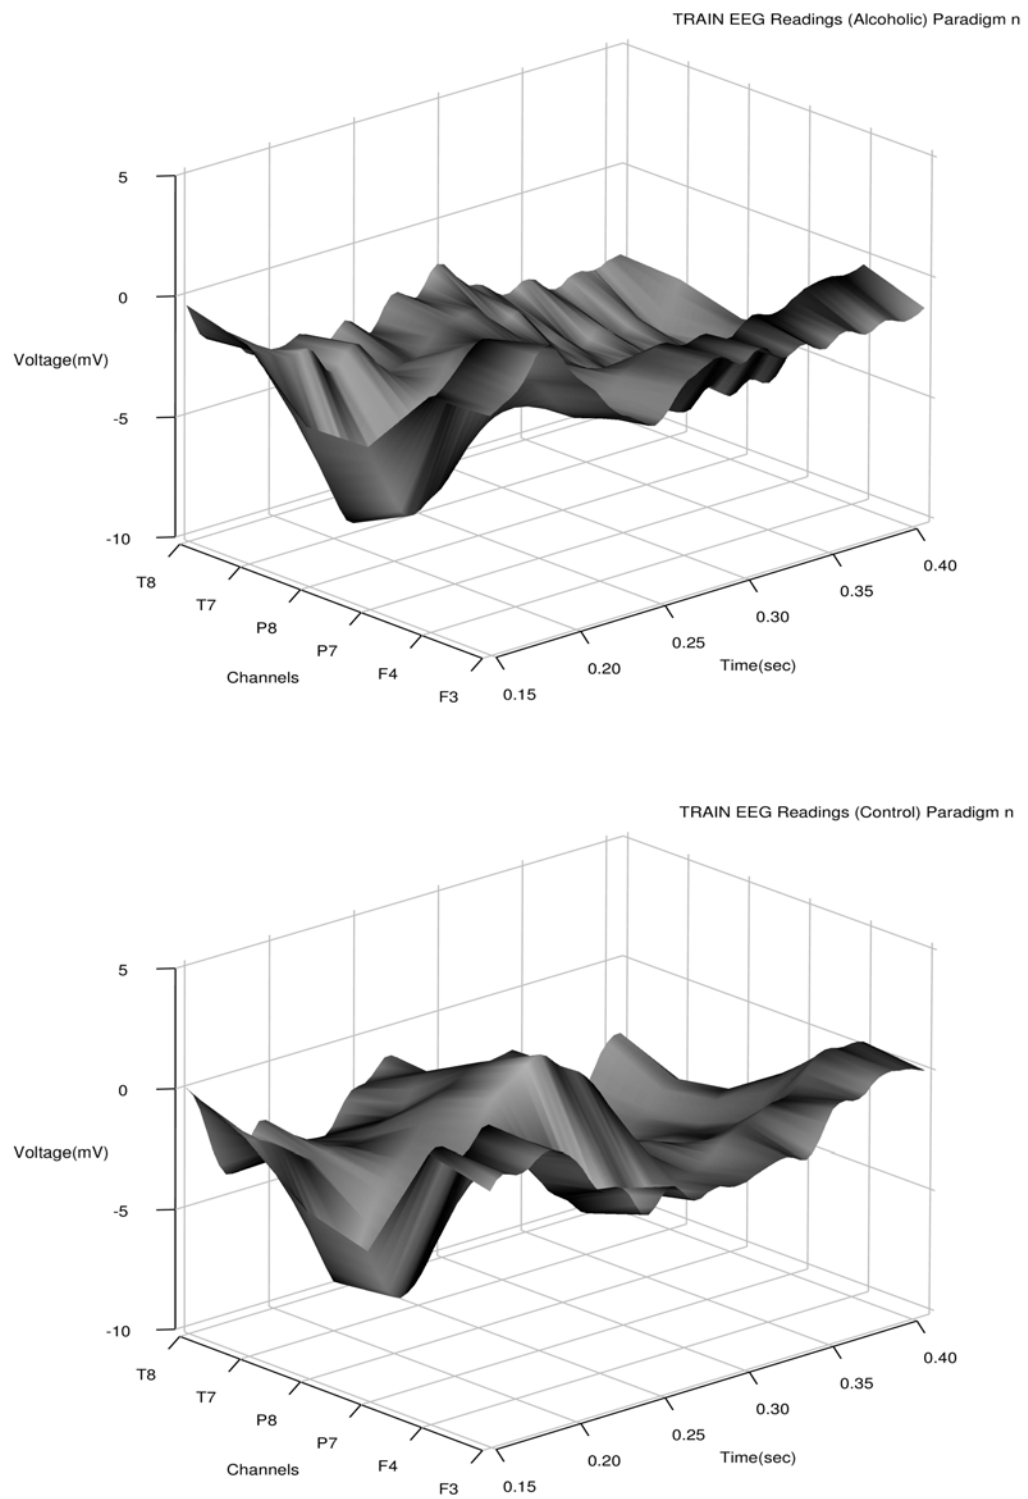 TRAIN EEG Readings (Alcoholic) Paradigm n
5
0
Voltage(mV)
-5
-10
T8
T7
P8
P7
F4
F3
Channels
0.15
0.20
0.25
0.30
0.35
0.40
Time(sec)
TRAIN EEG Readings (Control) Paradigm n
5
0
Voltage(mV)
-5
-10
T8
T7
P8
P7
F4
F3
Channels
0.15
0.20
0.25
0.30
0.35
0.40
Time(sec)